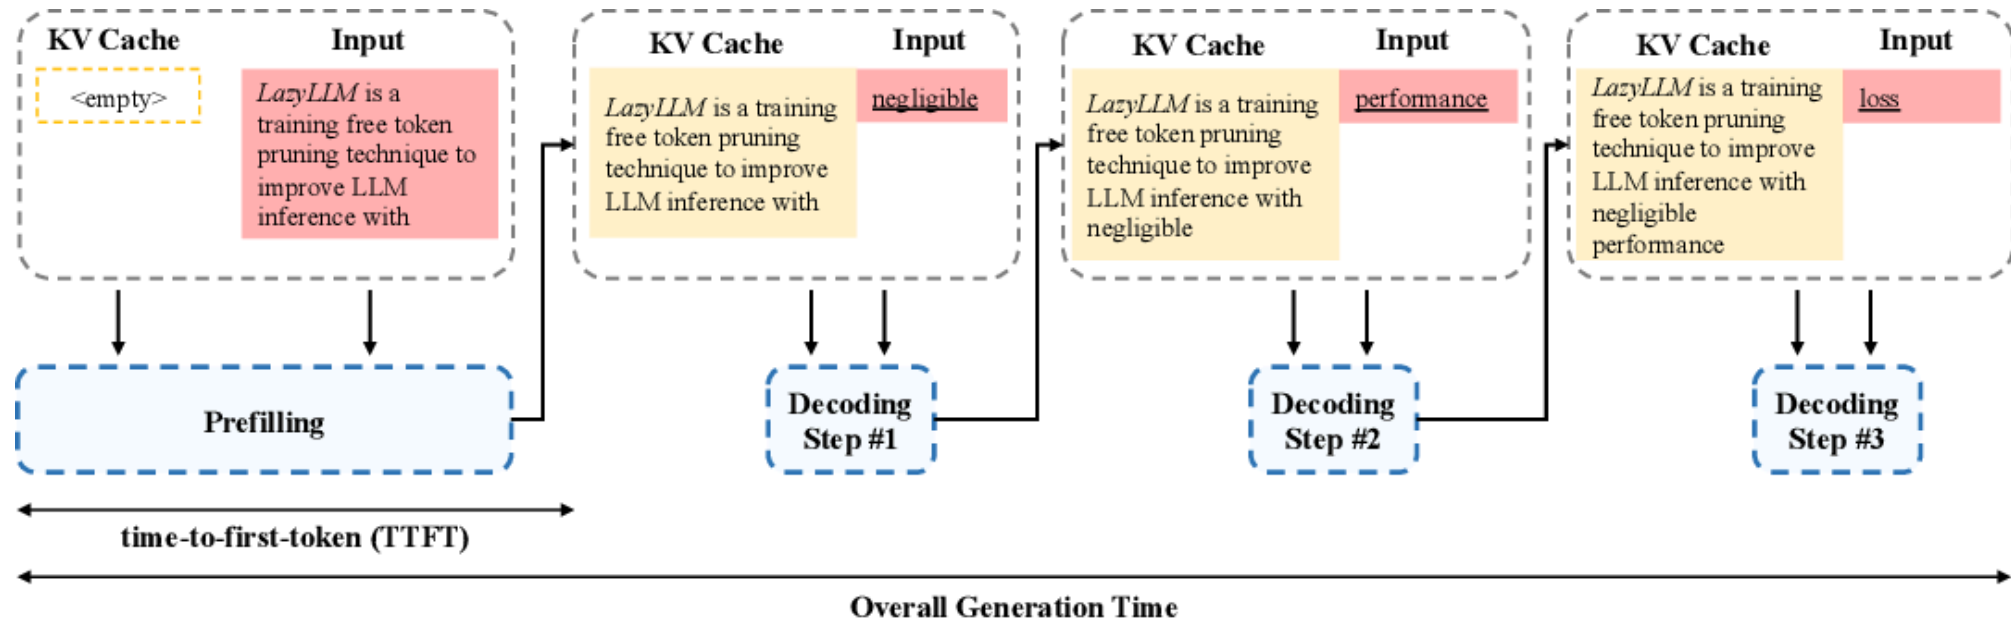 KV Cache
Input
<empty>
LazyLLM is a
training free token
pruning technique to
improve LLM
inference with
KV Cache
Input
LazyLLM is a training
free token pruning
technique to improve
LLM inference with
negligible
KV Cache
Input
LazyLLM is a training
free token pruning
technique to improve
LLM inference with
negligible
performance
KV Cache
Input
LazyLLM is a training
free token pruning
technique to improve
LLM inference with
negligible
performance
loss
Prefilling
Decoding
Step #1
Decoding
Step #2
Decoding
Step #3
time-to-first-token (TTFT)
Overall Generation Time